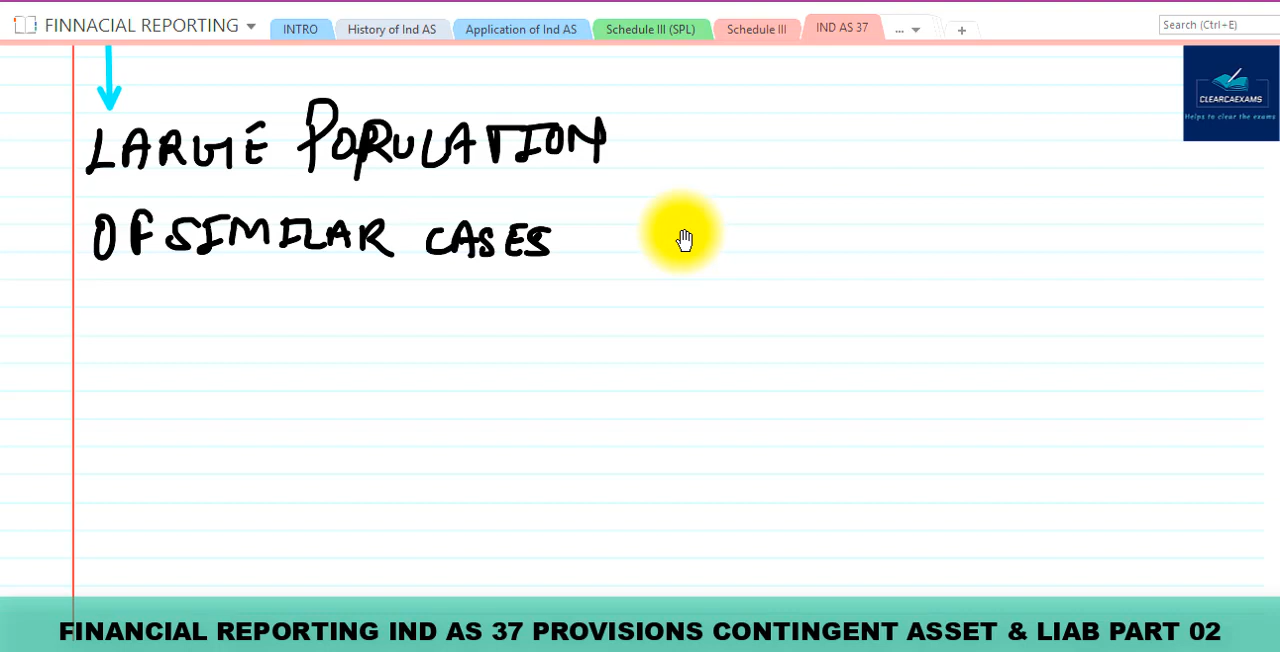 FINNACIAL REPORTING
INTRO
History of Ind AS
Application of Ind AS
Schedule III (SPL)
Schedule III
IND AS 37
...
+
Search (Ctrl+E)
CLEARCAEXAMS
Helps to clear the exams
LARGE POPULATION
OF SIMILAR CASES
FINANCIAL REPORTING IND AS 37 PROVISIONS CONTINGENT ASSET & LIAB PART 02